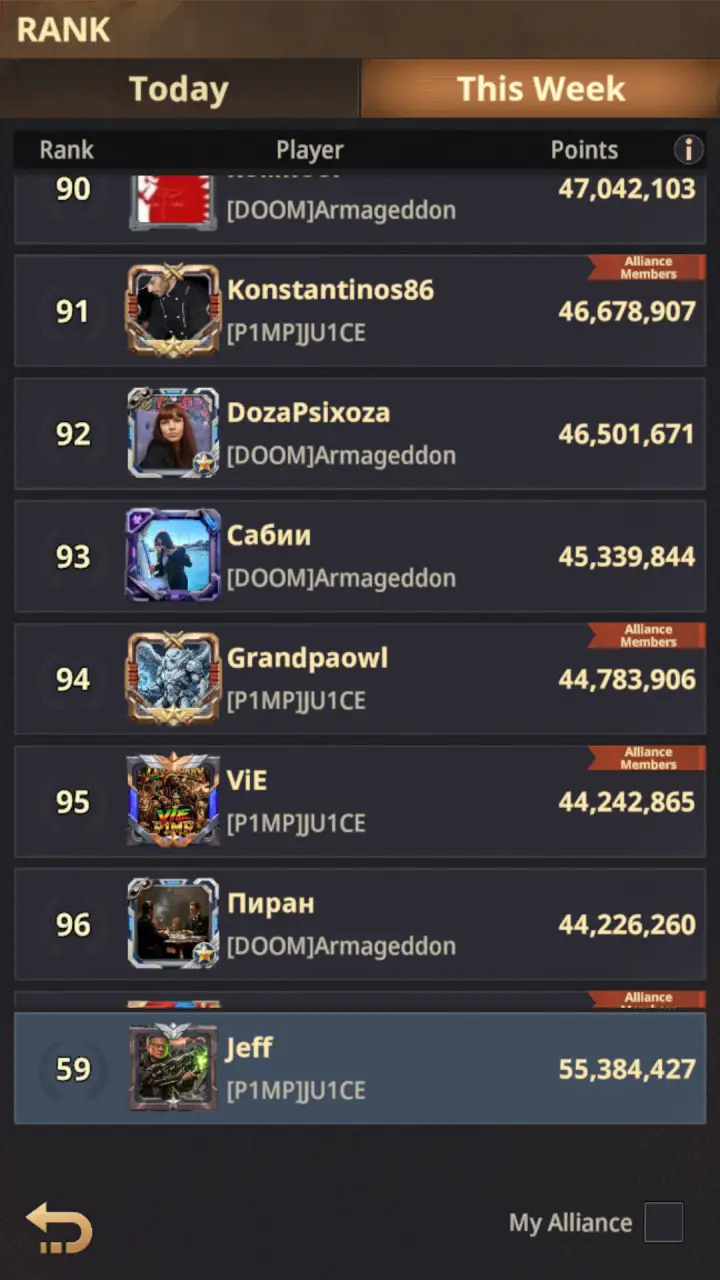 RANK
Today
This Week
Rank
Player
Points
90
[DOOM]Armageddon
47,042,103
Alliance
Members
91
Konstantinos86
[P1MP]JU1CE
46,678,907
92
DozaPsixoza
[DOOM]Armageddon
46,501,671
93
Сабии
[DOOM]Armageddon
45,339,844
Alliance
Members
94
Grandpaowl
[P1MP]JU1CE
44,783,906
Alliance
Members
95
ViE
[P1MP]JU1CE
44,242,865
96
Пиран
[DOOM]Armageddon
44,226,260
Alliance
59
Jeff
[P1MP]JU1CE
55,384,427
My Alliance